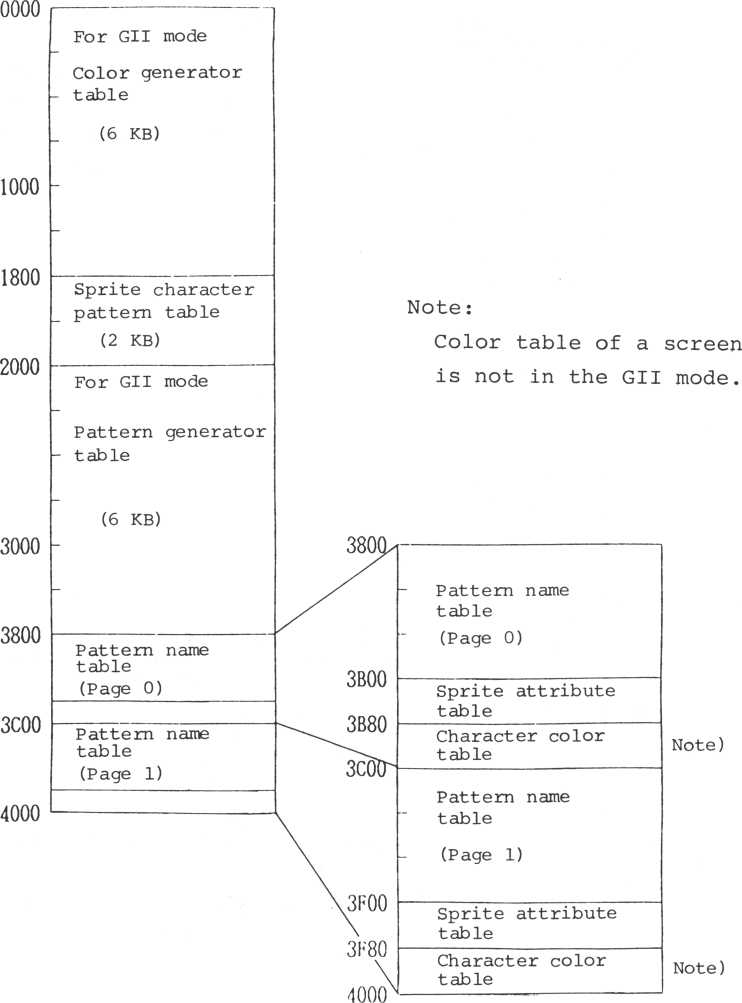 0000
For GII mode
Color generator
table
(6 KB)
1000
1800
Sprite character
pattern table
(2 KB)
2000
For GII mode
Pattern generator
table
(6 KB)
3000
3800
Pattern name
table
(Page 0)
3C00
Pattern name
table
(Page 1)
4000
Note:
Color table of a screen
is not in the GII mode.
3800
Pattern name
table
(Page 0)
3B00
Sprite attribute
table
3B80
Character color
table
Note)
3C00
Pattern name
table
(Page 1)
3F00
Sprite attribute
table
3F80
Character color
table
Note)
4000